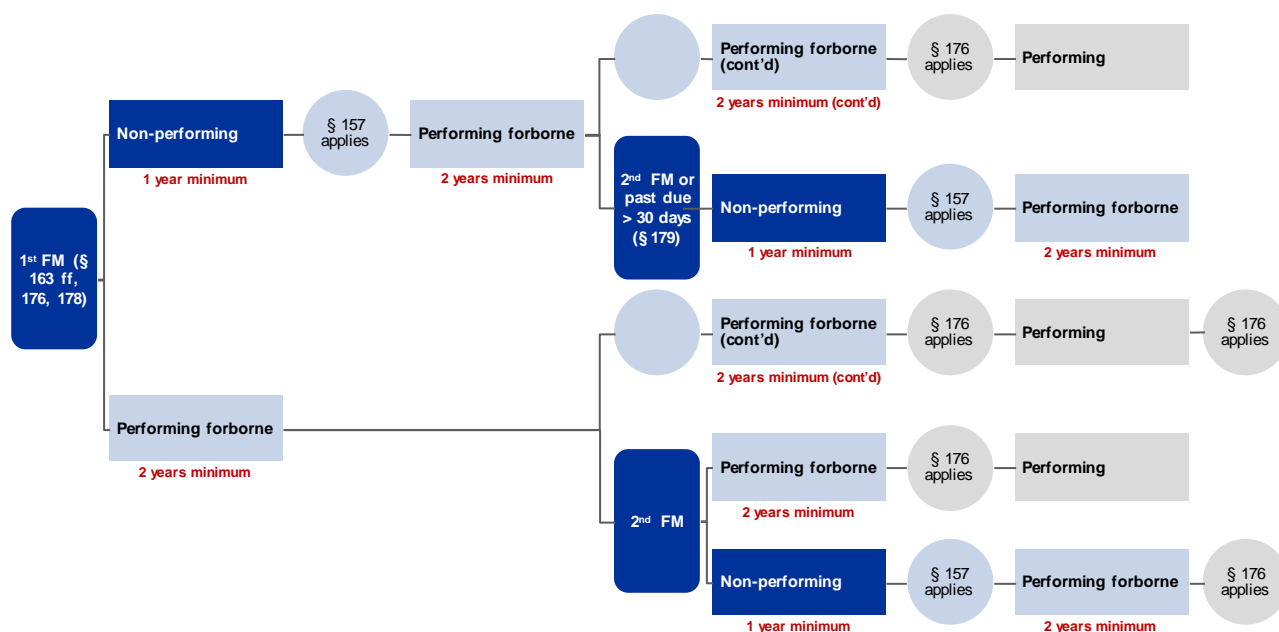 Performing forborne
(cont’d)
2 years minimum (cont’d)
§ 176
applies
Performing
Non-performing
1 year minimum
§ 157
applies
Performing forborne
2 years minimum
2nd FM or
past due
> 30 days
(§ 179)
Non-performing
1 year minimum
§ 157
applies
Performing forborne
2 years minimum
1st FM (§
163 ff,
176, 178)
Performing forborne
(cont’d)
2 years minimum (cont’d)
§ 176
applies
Performing
§ 176
applies
Performing forborne
2 years minimum
2nd FM
Performing forborne
2 years minimum
§ 176
applies
Performing
Non-performing
1 year minimum
§ 157
applies
Performing forborne
2 years minimum
§ 176
applies